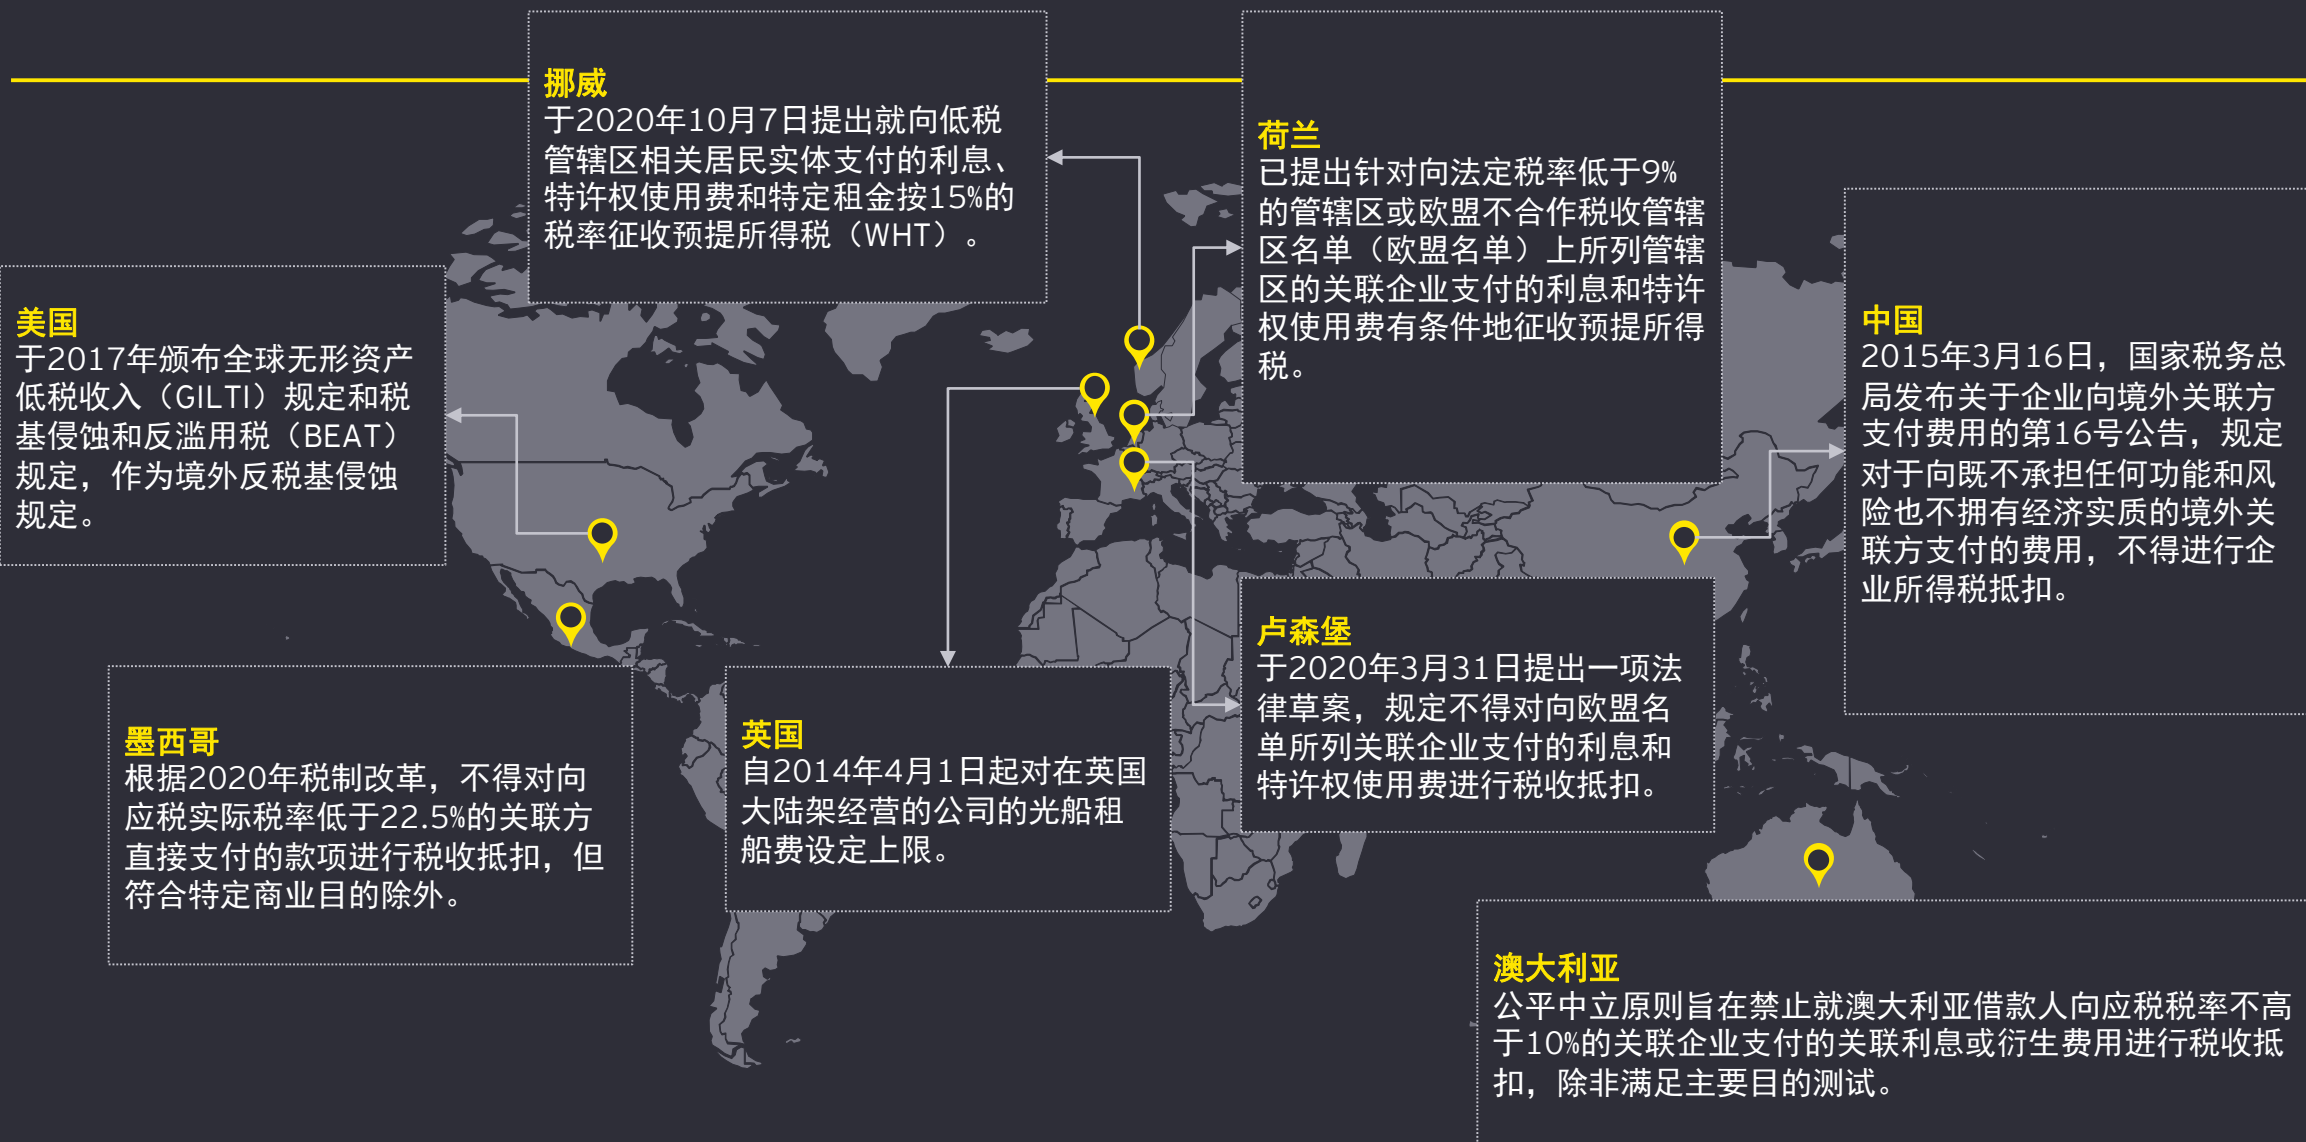 挪威
于2020年10月7日提出就向低税
管辖区相关居民实体支付的利息、
特许权使用费和特定租金按15%的
税率征收预提所得税（WHT）。
荷兰
已提出针对向法定税率低于9%
的管辖区或欧盟不合作税收管辖
区名单（欧盟名单）上所列管辖
区的关联企业支付的利息和特许
权使用费有条件地征收预提所得
税。
美国
于2017年颁布全球无形资产
低税收入（GILTI）规定和税
基侵蚀和反滥用税（BEAT）
规定，作为境外反税基侵蚀
规定。
中国
2015年3月16日，国家税务总
局发布关于企业向境外关联方
支付费用的第16号公告，规定
对于向既不承担任何功能和风
险也不拥有经济实质的境外关
联方支付的费用，不得进行企
业所得税抵扣。
墨西哥
根据2020年税制改革，不得对向
应税实际税率低于22.5%的关联方
直接支付的款项进行税收抵扣，但
符合特定商业目的除外。
英国
自2014年4月1日起对在英国
大陆架经营的公司的光船租
船费设定上限。
卢森堡
于2020年3月31日提出一项法
律草案，规定不得对向欧盟名
单所列关联企业支付的利息和
特许权使用费进行税收抵扣。
澳大利亚
公平中立原则旨在禁止就澳大利亚借款人向应税税率不高
于10%的关联企业支付的关联利息或衍生费用进行税收抵
扣，除非满足主要目的测试。